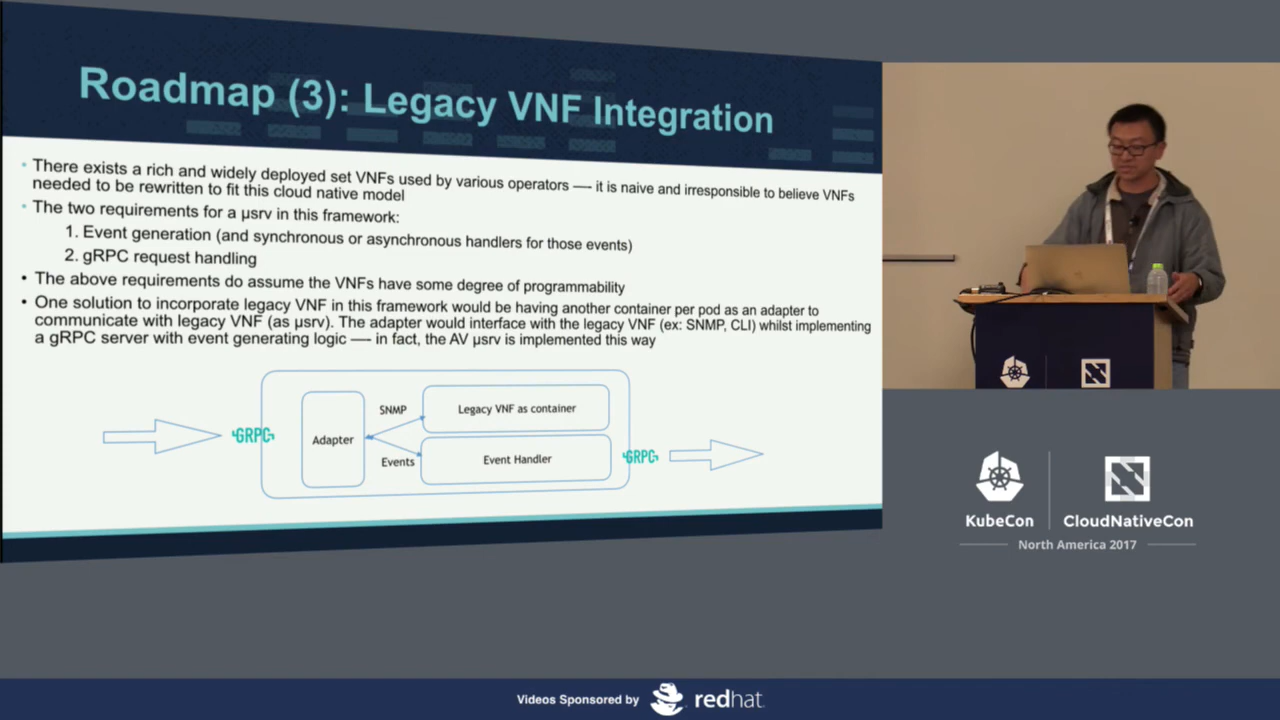 Roadmap (3): Legacy VNF Integration
There exists a rich and widely deployed set VNFs used by various operators –– it is naive and irresponsible to believe VNFs
needed to be rewritten to fit this cloud native model
The two requirements for a µsrv in this framework:
1. Event generation (and synchronous or asynchronous handlers for those events)
2. gRPC request handling
The above requirements do assume the VNFs have some degree of programmability
One solution to incorporate legacy VNF in this framework would be having another container per pod as an adapter to
communicate with legacy VNF (as µsrv). The adapter would interface with the legacy VNF (ex: SNMP, CLI) whilst implementing
a gRPC server with event generating logic –– in fact, the AV µsrv is implemented this way
GRPC
Adapter
SNMP
Events
Legacy VNF as container
Event Handler
GRPC
KubeCon
CloudNativeCon
North America 2017
Videos Sponsored by
redhat.